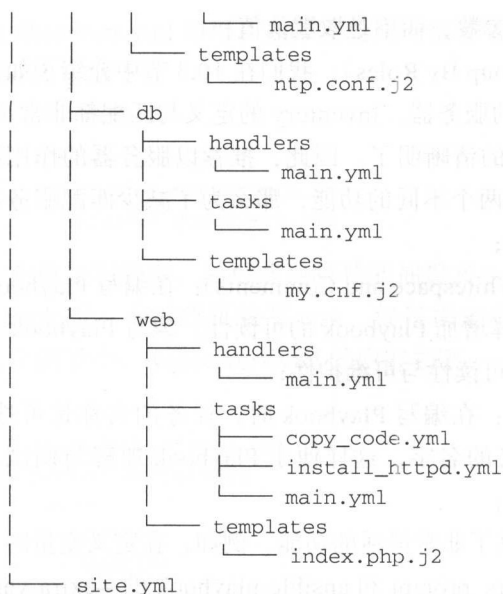 │   │   │   │   └── main.yml
│   │   │   └── templates
│   │   │       └── ntp.conf.j2
│   │   ├── db
│   │   │   ├── handlers
│   │   │   │   └── main.yml
│   │   │   ├── tasks
│   │   │   │   └── main.yml
│   │   │   └── templates
│   │   │       └── my.cnf.j2
│   │   └── web
│   │       ├── handlers
│   │       │   └── main.yml
│   │       ├── tasks
│   │       │   ├── copy_code.yml
│   │       │   ├── install_httpd.yml
│   │       │   └── main.yml
│   │       └── templates
│   │           └── index.php.j2
│   └── site.yml